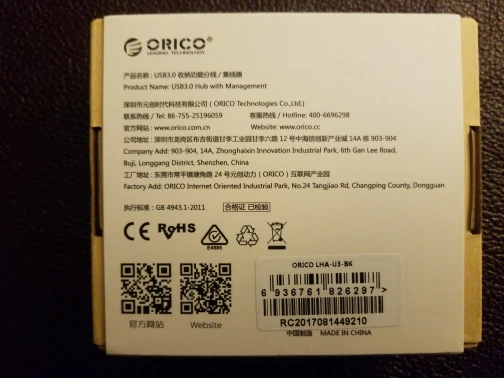 ORICO®
LEADING TECHNOLOGY
产品名称：USB3.0 收纳功能分线 / 集线器
Product Name: USB3.0 Hub with Management
深圳市元创时代科技有限公司（ORICO Technologies Co.,Ltd.）
联系热线 / Tel: 86-755-25196059 客服热线 / Hotline: 400-6696298
官方网站 : www.orico.com.cn Website: www.orico.cc
公司地址 : 深圳市龙岗区布吉街道甘李工业园甘李六路 12 号中海信创新产业城 14A 栋 903-904
Company Add: 903-904, 14A, Zhonghaixin Innovation Industrial Park, 6th Gan Lee Road,
Buji, Longgang District, Shenzhen, China
工厂地址 : 东莞市常平镇塘角路 24 号元创动力（ORICO）互联网产业园
Factory Add: ORICO Internet Oriented Industrial Park, No.24 Tangjiao Rd, Changping County, Dongguan
执行标准 : GB 4943.1-2011 合格证 已检验
CE RoHS E4985
ORICO LHA-U3-BK
6 936761 826297 >
RC2017081449210
官方网站 Website
中国制造 MADE IN CHINA